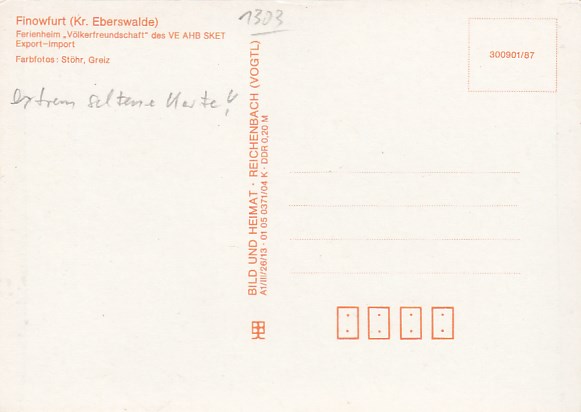 Finowfurt (Kr. Eberswalde)
Ferienheim „Völkerfreundschaft" des VE AHB SKET
Export-Import
Farbfotos: Stöhr, Greiz
1303
extrem seltene Karte!
300901/87
BILD UND HEIMAT · REICHENBACH (VOGTL)
A1/III/26/13 · 01 05 0371/04 K · DDR 0,20 M